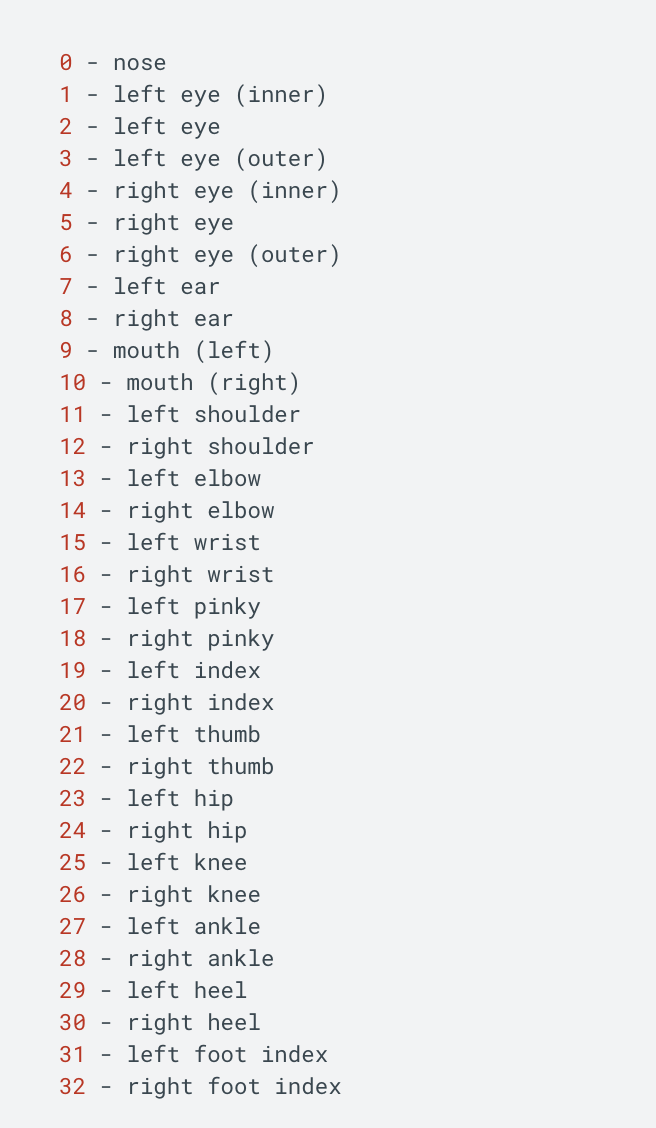 0 - nose
1 - left eye (inner)
2 - left eye
3 - left eye (outer)
4 - right eye (inner)
5 - right eye
6 - right eye (outer)
7 - left ear
8 - right ear
9 - mouth (left)
10 - mouth (right)
11 - left shoulder
12 - right shoulder
13 - left elbow
14 - right elbow
15 - left wrist
16 - right wrist
17 - left pinky
18 - right pinky
19 - left index
20 - right index
21 - left thumb
22 - right thumb
23 - left hip
24 - right hip
25 - left knee
26 - right knee
27 - left ankle
28 - right ankle
29 - left heel
30 - right heel
31 - left foot index
32 - right foot index